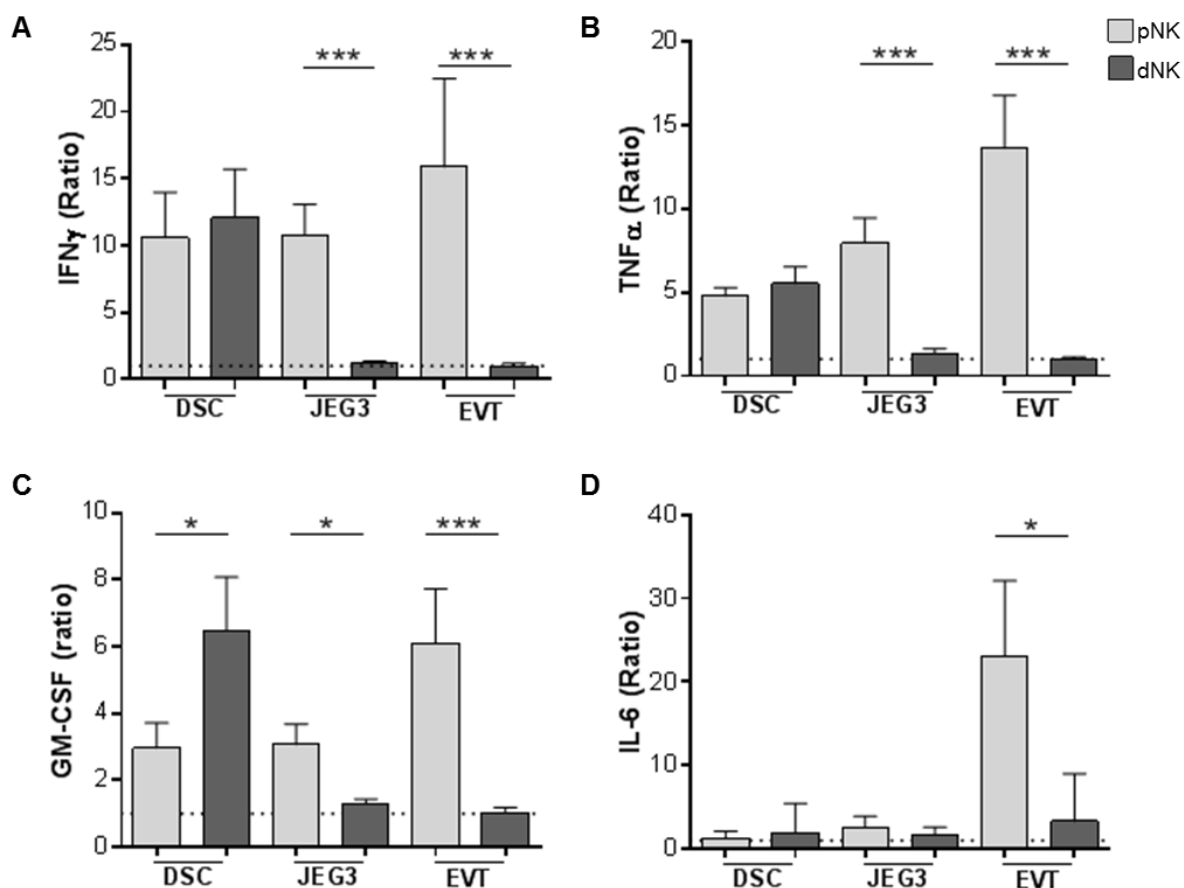 A
IFNγ (Ratio)
25
20
15
10
5
0
*** ***
DSC JEG3 EVT
B
TNFα (Ratio)
20
15
10
5
0
*** ***
DSC JEG3 EVT
pNK
dNK
C
GM-CSF (ratio)
10
8
6
4
2
0
* * ***
DSC JEG3 EVT
D
IL-6 (Ratio)
40
30
20
10
0
*
DSC JEG3 EVT